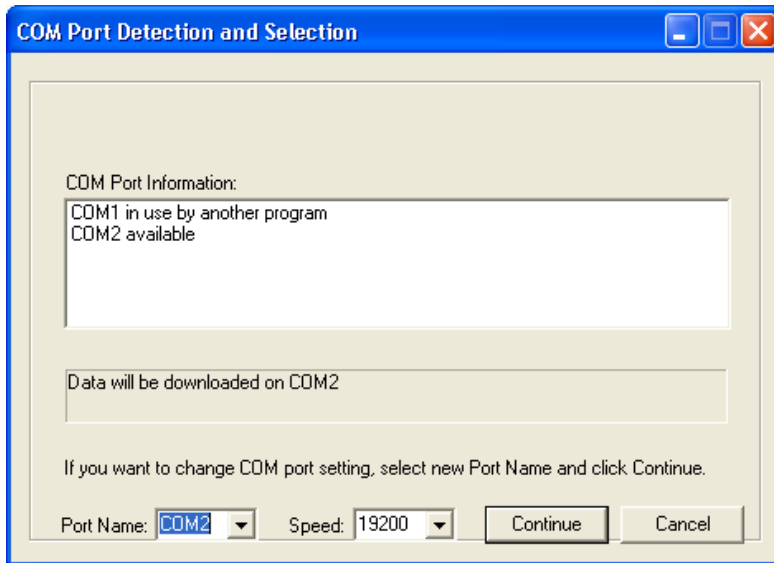 COM Port Detection and Selection
COM Port Information:
COM1 in use by another program
COM2 available
Data will be downloaded on COM2
If you want to change COM port setting, select new Port Name and click Continue.
Port Name: COM2 Speed: 19200 Continue Cancel